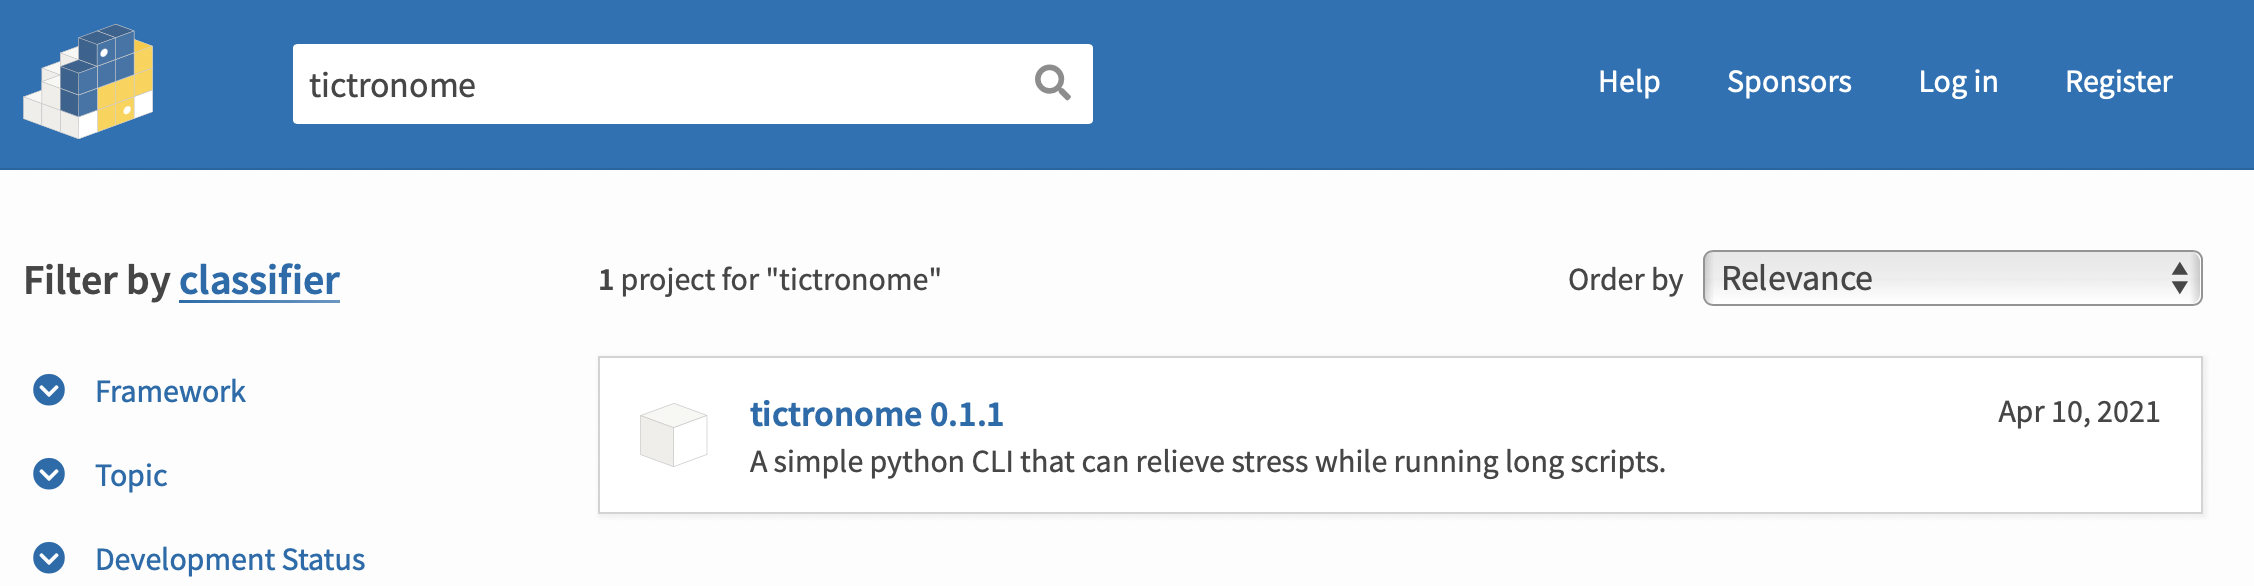 tictronome
Help Sponsors Log in Register
Filter by classifier
1 project for "tictronome"
Order by Relevance
Framework
Topic
Development Status
tictronome 0.1.1
Apr 10, 2021
A simple python CLI that can relieve stress while running long scripts.